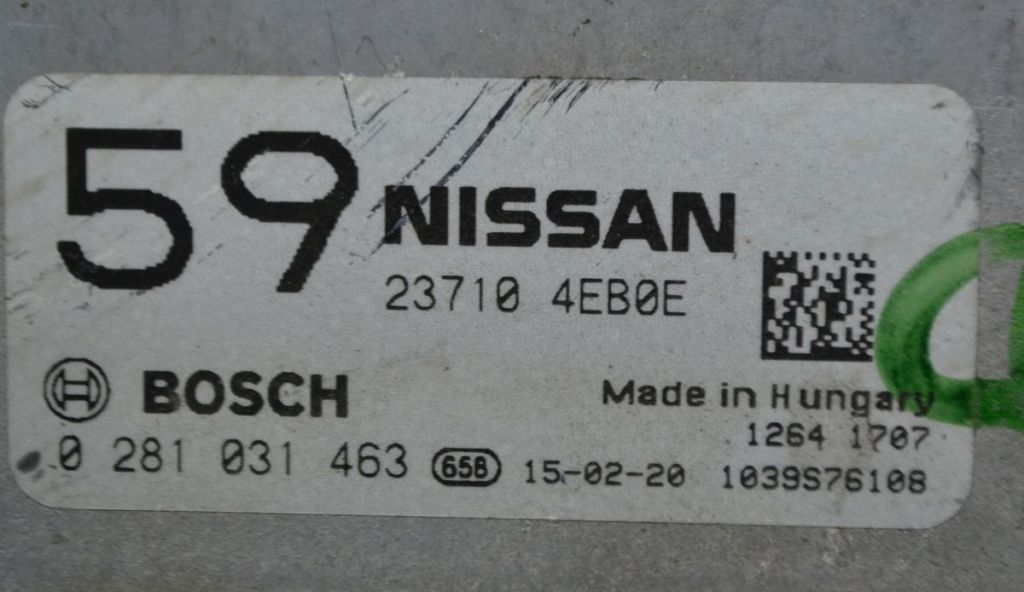 59
NISSAN
23710 4EB0E
BOSCH
Made in Hungary
1264 1707
0 281 031 463 658 15-02-20 1039S76108